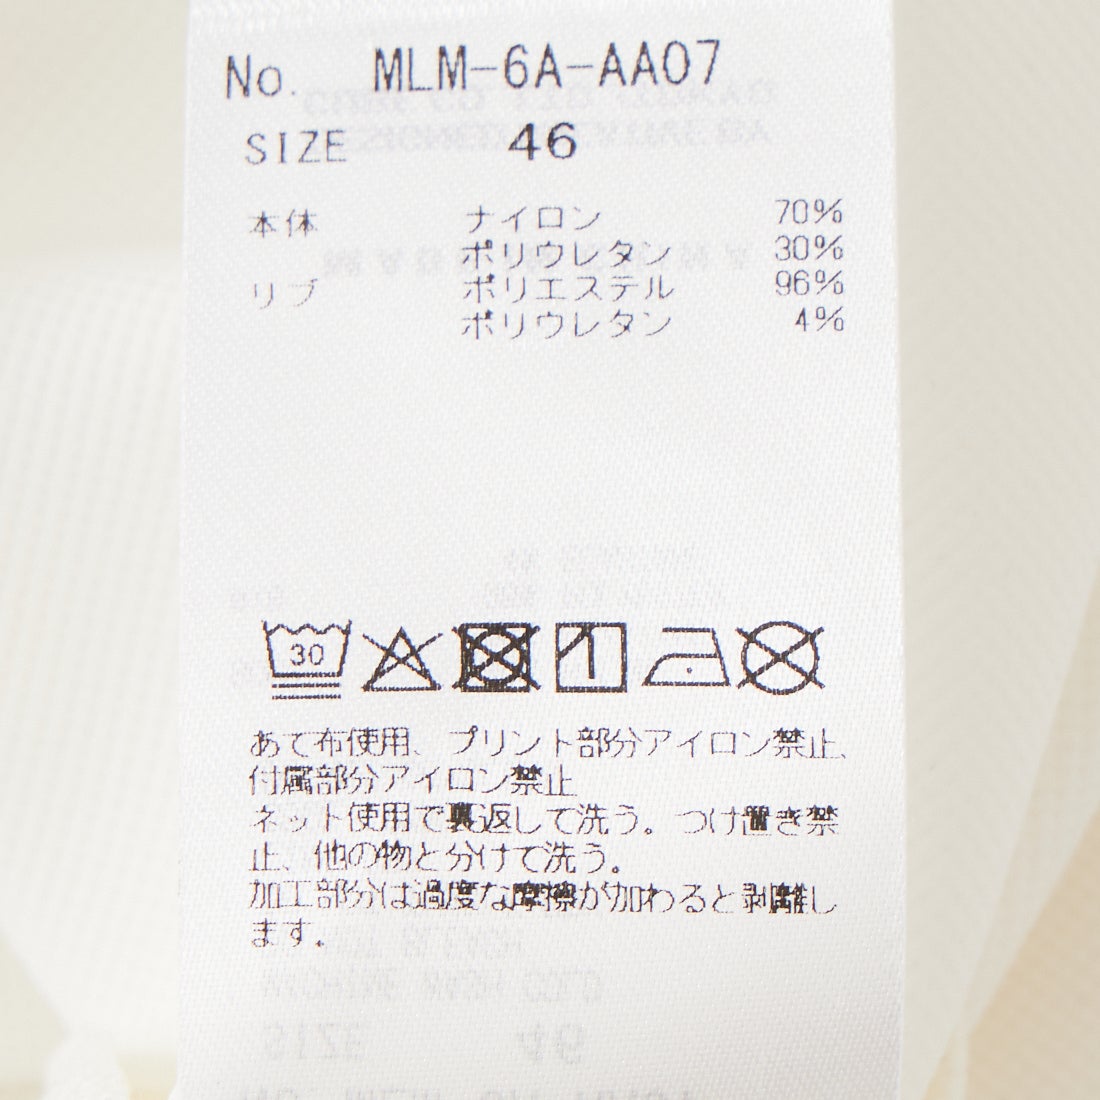 No. MLM-6A-AA07
SIZE 46
本体 ナイロン 70%
ポリウレタン 30%
リブ ポリエステル 96%
ポリウレタン 4%
30
あて布使用、プリント部分アイロン禁止、
付属部分アイロン禁止
ネット使用で裏返して洗う。つけ置き禁
止、他の物と分けて洗う。
加工部分は過度な摩擦が加わると剥離し
ます。